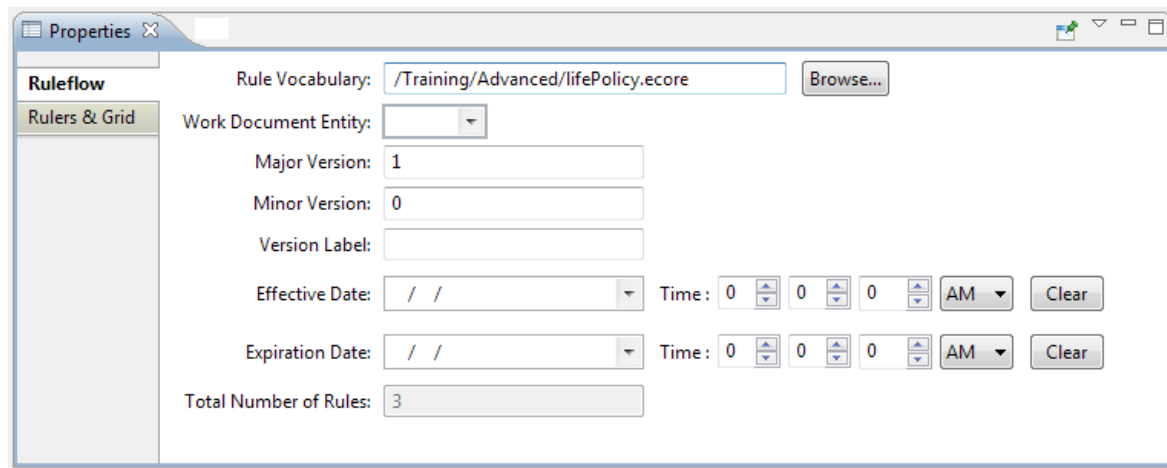 Properties
Ruleflow
Rulers & Grid
Rule Vocabulary: /Training/Advanced/lifePolicy.ecore Browse...
Work Document Entity:
Major Version: 1
Minor Version: 0
Version Label:
Effective Date: / / Time : 0 0 0 AM Clear
Expiration Date: / / Time : 0 0 0 AM Clear
Total Number of Rules: 3